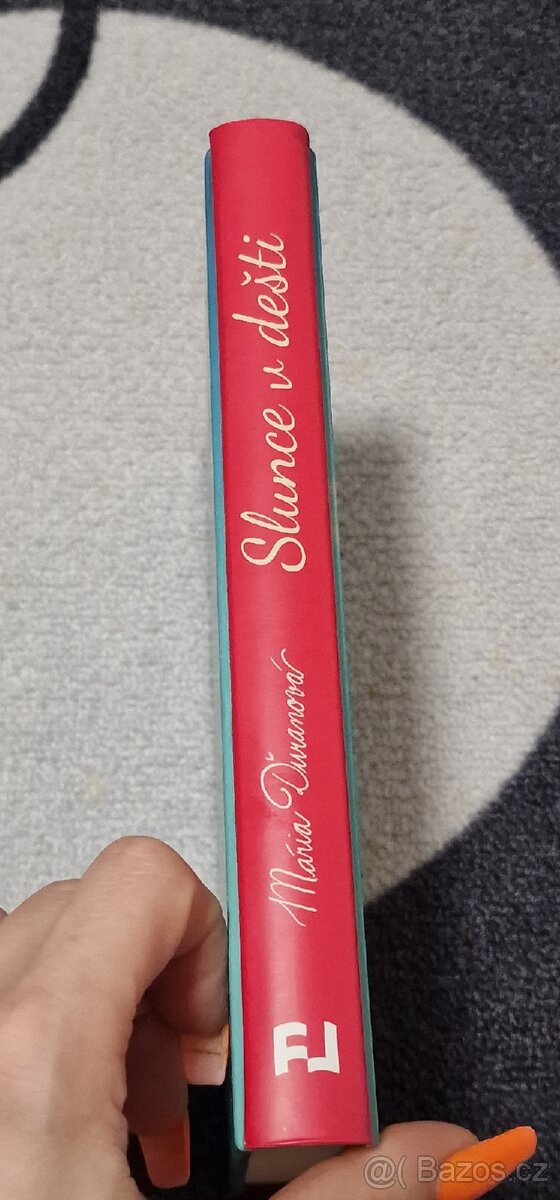 Slunce v dešti
Mária Ďuranová
@( Bazos.cz